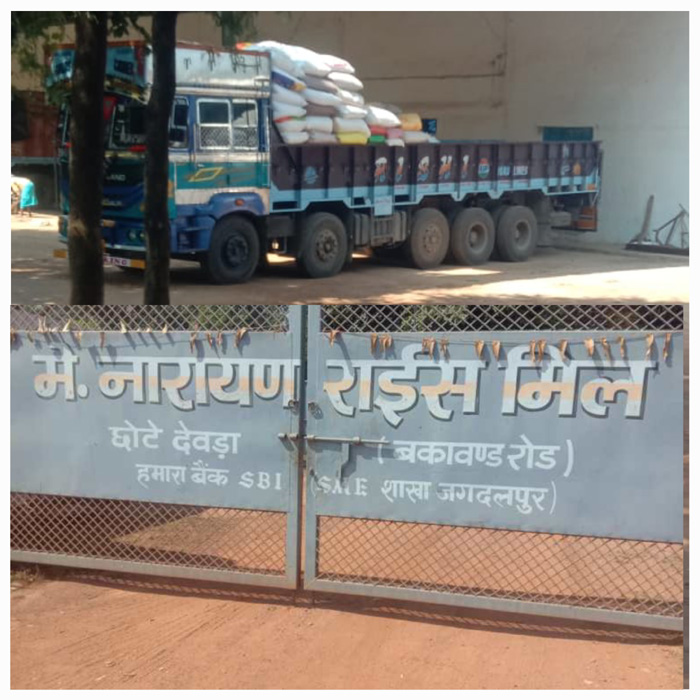 मे. नारायण राईस मिल
छोटे देवड़ा (बकावण्ड रोड)
हमारा बैंक SBI (SME शाखा जगदलपुर)